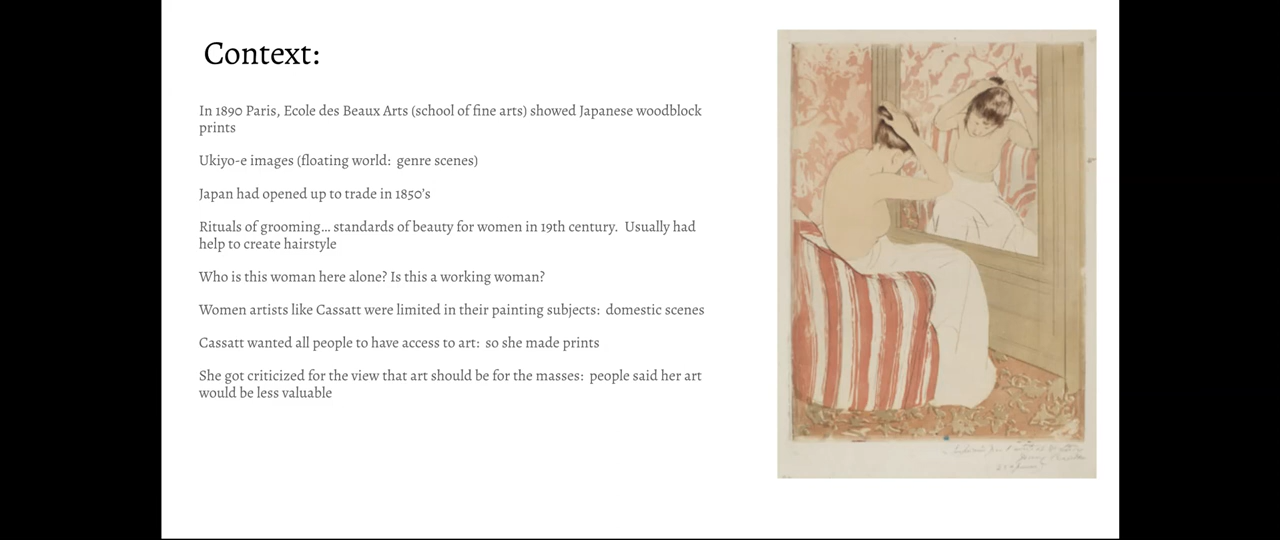 Context:
In 1890 Paris, Ecole des Beaux Arts (school of fine arts) showed Japanese woodblock
prints
Ukiyo-e images (floating world:  genre scenes)
Japan had opened up to trade in 1850's
Rituals of grooming... standards of beauty for women in 19th century.  Usually had
help to create hairstyle
Who is this woman here alone? Is this a working woman?
Women artists like Cassatt were limited in their painting subjects:  domestic scenes
Cassatt wanted all people to have access to art:  so she made prints
She got criticized for the view that art should be for the masses:  people said her art
would be less valuable